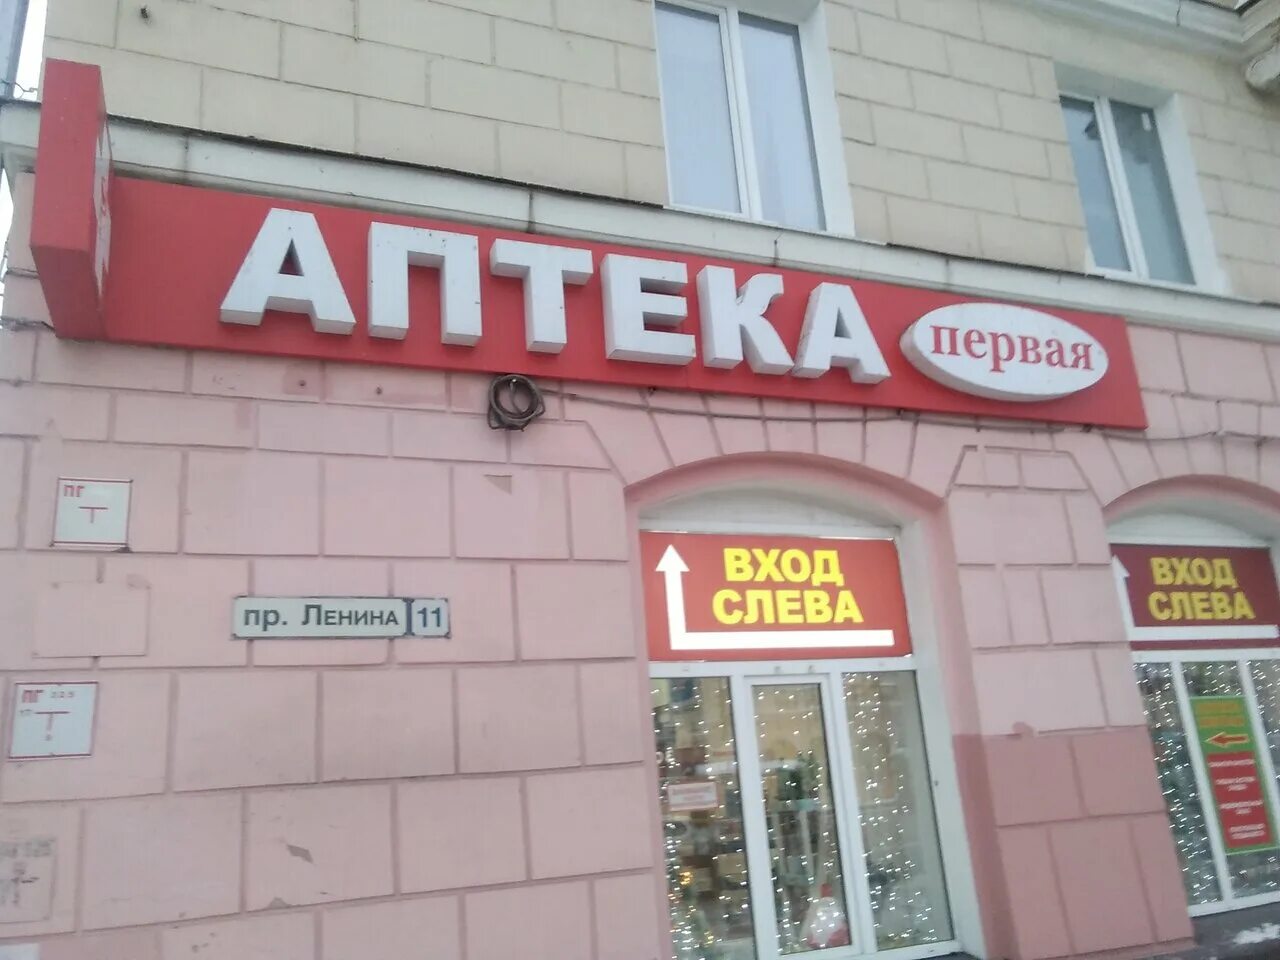 АПТЕКА первая
ПГ
Т
пр. ЛЕНИНА 11
ВХОД
СЛЕВА
ВХОД
СЛЕВА
ПГ